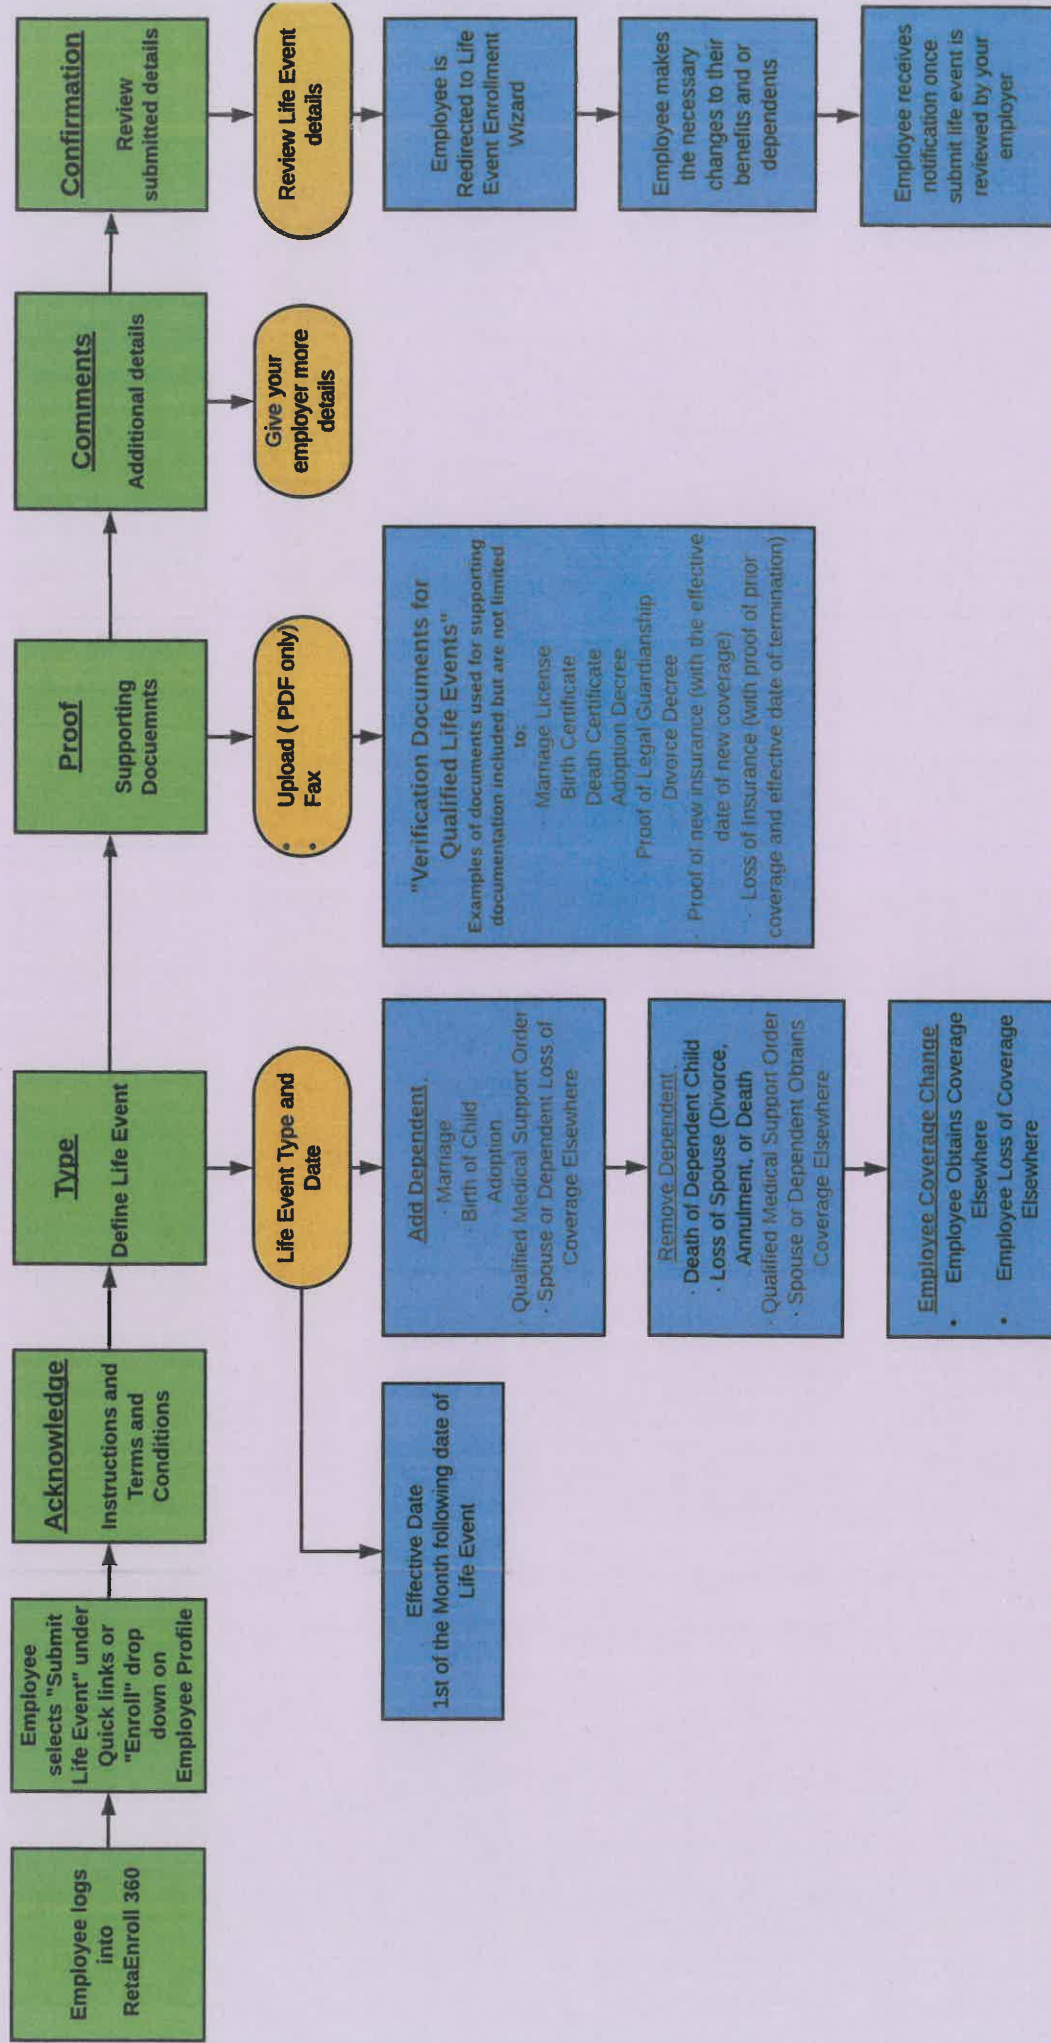 Employee logs
into
RetaEnroll 360
Employee
selects "Submit
Life Event" under
Quick links or
"Enroll" drop
down on
Employee Profile
Acknowledge
Instructions and
Terms and
Conditions
Type
Define Life Event
Proof
Supporting
Docuemnts
Comments
Additional details
Confirmation
Review
submitted details
Life Event Type and
Date
• Upload ( PDF only)
• Fax
Give your
employer more
details
Review Life Event
details
Effective Date
1st of the Month following date of
Life Event
Add Dependent
· Marriage
· Birth of Child
Adoption
· Qualified Medical Support Order
· Spouse or Dependent Loss of
Coverage Elsewhere
Remove Dependent
· Death of Dependent Child
· Loss of Spouse (Divorce,
Annulment, or Death
· Qualified Medical Support Order
· Spouse or Dependent Obtains
Coverage Elsewhere
Employee Coverage Change
• Employee Obtains Coverage
Elsewhere
• Employee Loss of Coverage
Elsewhere
"Verification Documents for
Qualified Life Events"
Examples of documents used for supporting
documentation included but are not limited
to:
· Marriage License
Birth Certificate
Death Certificate
Adoption Decree
Proof of Legal Guardianship
Divorce Decree
· Proof of new insurance (with the effective
date of new coverage)
· Loss of Insurance (with proof of prior
coverage and effective date of termination)
Employee is
Redirected to Life
Event Enrollment
Wizard
Employee makes
the necessary
changes to their
benefits and or
dependents
Employee receives
notification once
submit life event is
reviewed by your
employer